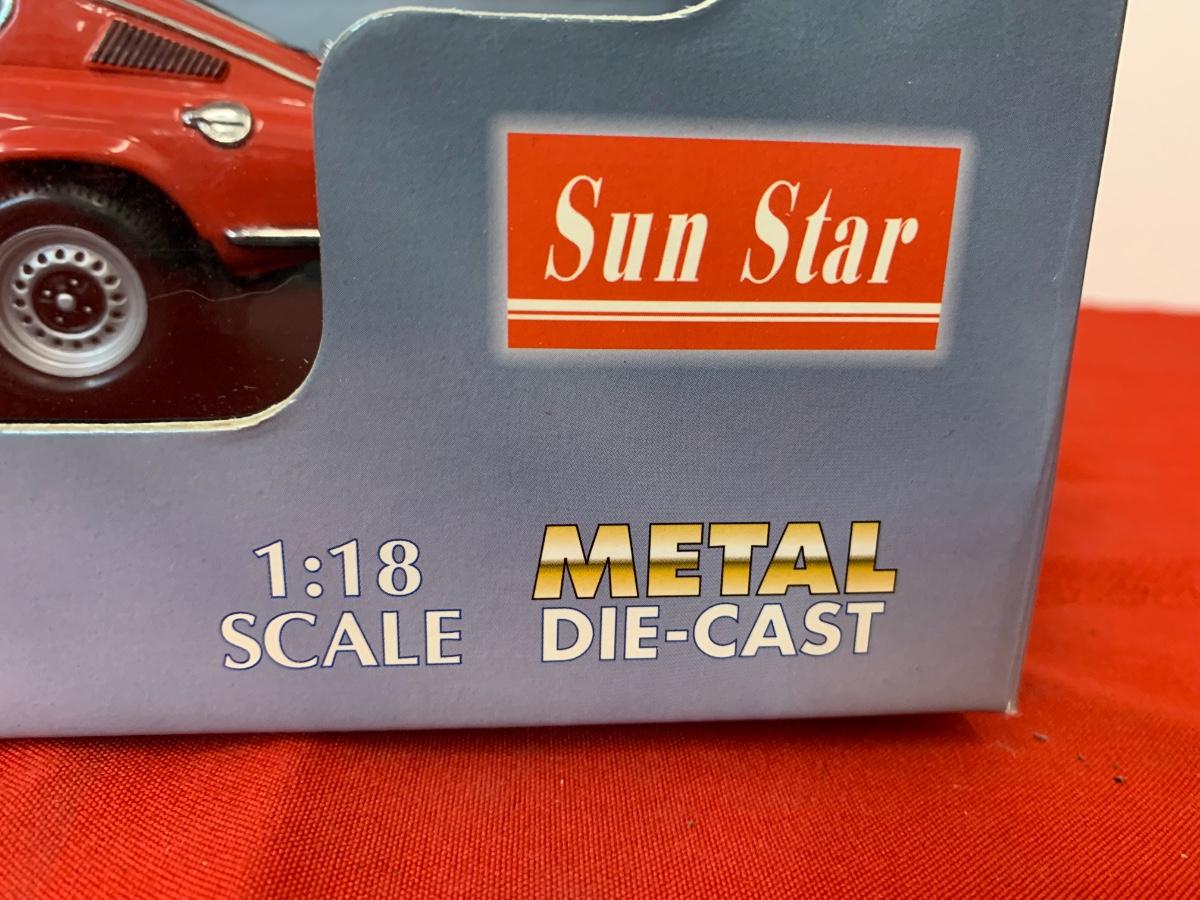 Sun Star
1:18
SCALE
METAL
DIE-CAST